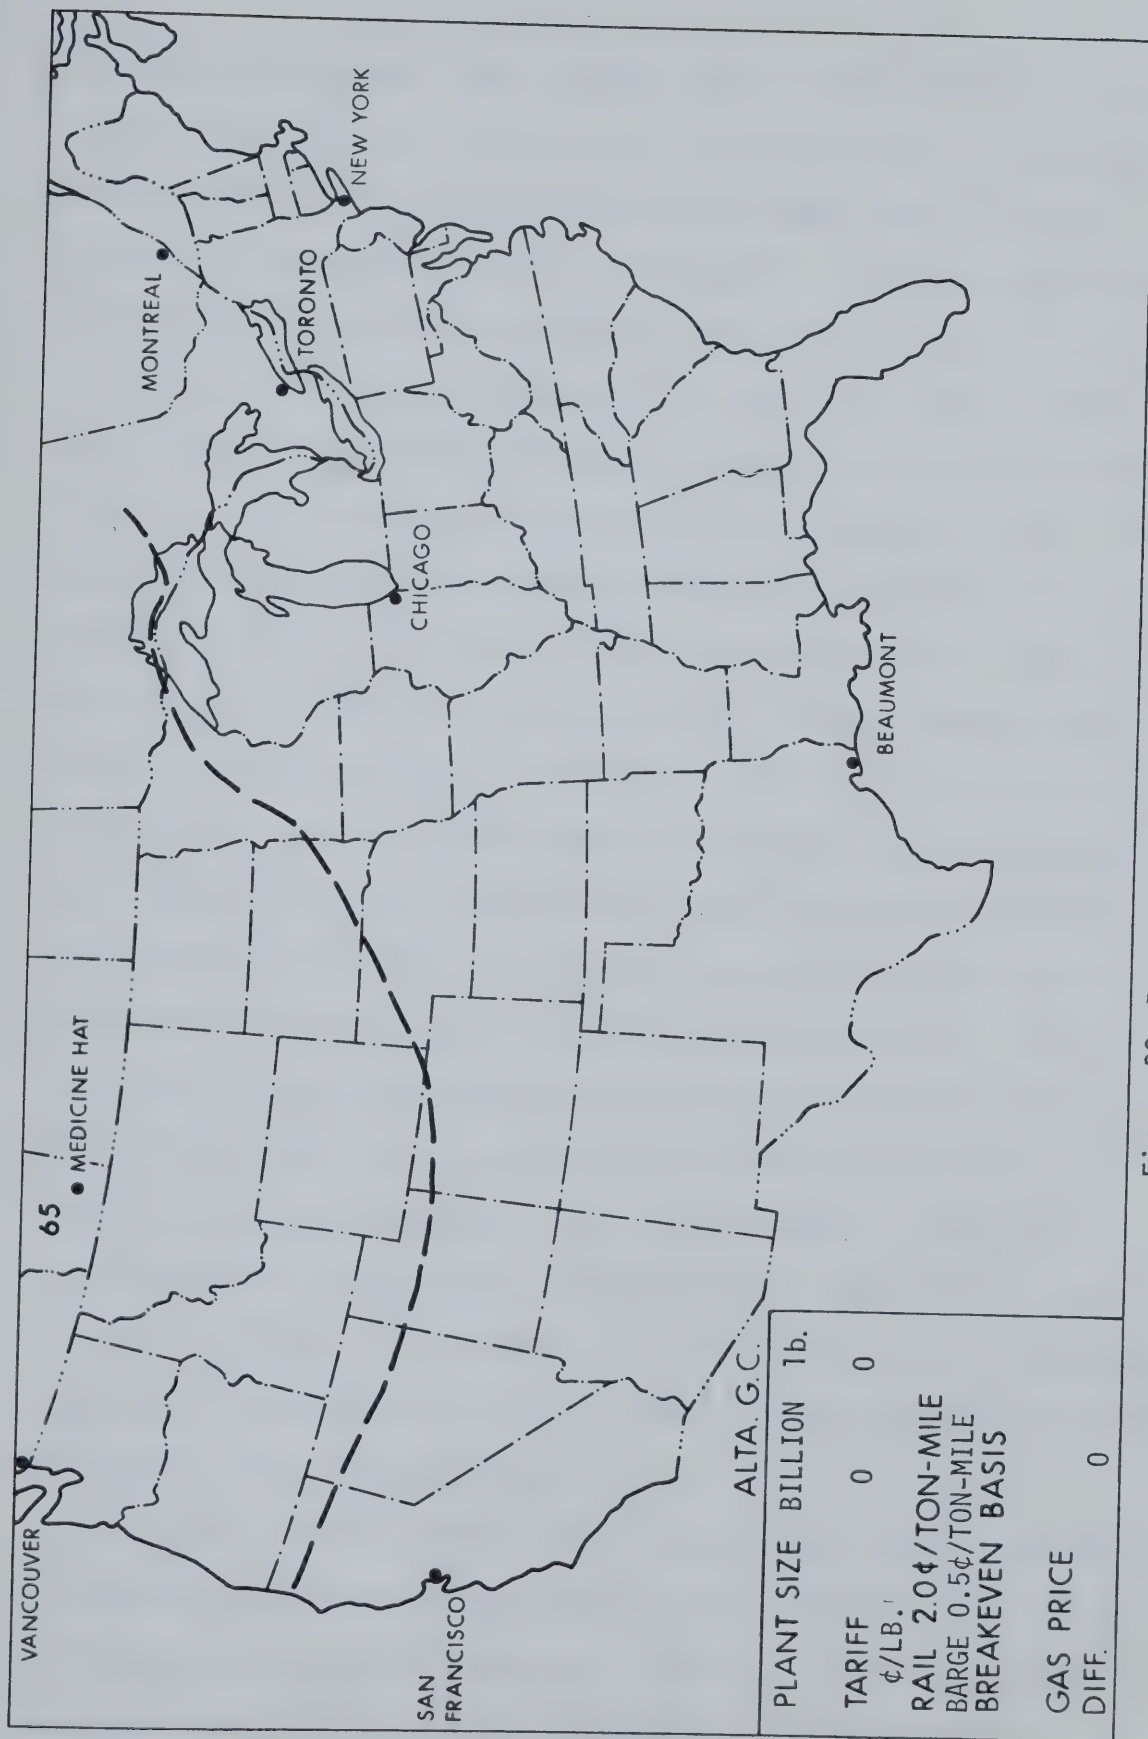 VANCOUVER
65
MEDICINE HAT
MONTREAL
TORONTO
NEW YORK
CHICAGO
SAN
FRANCISCO
BEAUMONT
ALTA. G.C.
PLANT SIZE BILLION lb.
TARIFF 0 0
¢/LB.
RAIL 2.0¢/TON-MILE
BARGE 0.5¢/TON-MILE
BREAKEVEN BASIS
GAS PRICE
DIFF. 0